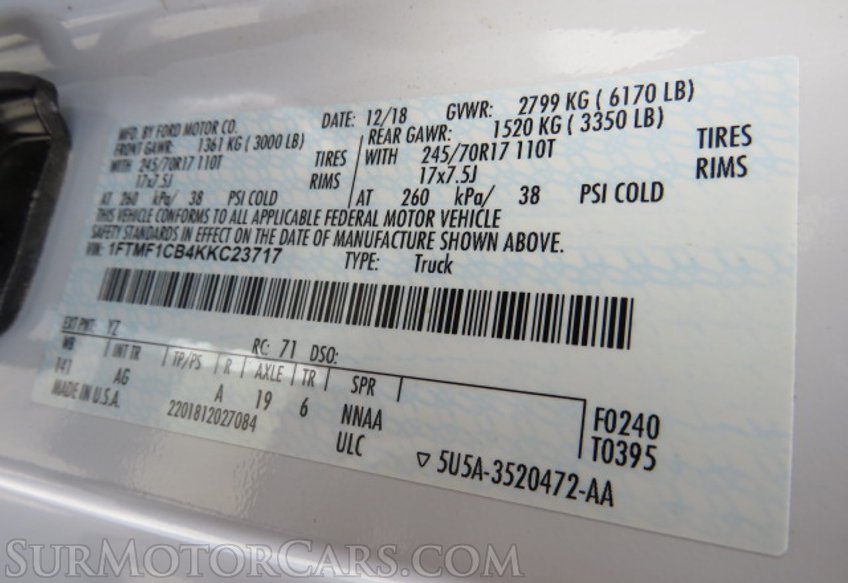 MFD. BY FORD MOTOR CO.
DATE: 12/18 GVWR: 2799 KG ( 6170 LB)
FRONT GAWR: 1361 KG ( 3000 LB)
REAR GAWR: 1520 KG ( 3350 LB)
WITH 245/70R17 110T TIRES
WITH 245/70R17 110T TIRES
17x7.5J RIMS
17x7.5J RIMS
AT 260 kPa/ 38 PSI COLD
AT 260 kPa/ 38 PSI COLD
THIS VEHICLE CONFORMS TO ALL APPLICABLE FEDERAL MOTOR VEHICLE
SAFETY STANDARDS IN EFFECT ON THE DATE OF MANUFACTURE SHOWN ABOVE.
VIN: 1FTMF1CB4KKC23717 TYPE: Truck
EXT PNT: YZ RC: 71 DSO:
WB INT TR TP/PS R AXLE TR SPR
141 AG A 19 6 NNAA F0240
MADE IN U.S.A. 2201812027084 ULC T0395
5U5A-3520472-AA
SURMOTORCARS.COM